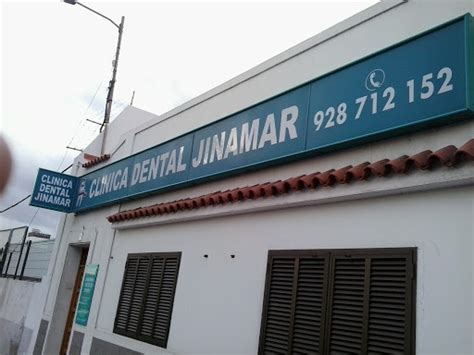 CLINICA DENTAL JINAMAR 928 712 152
CLINICA
DENTAL
JINAMAR